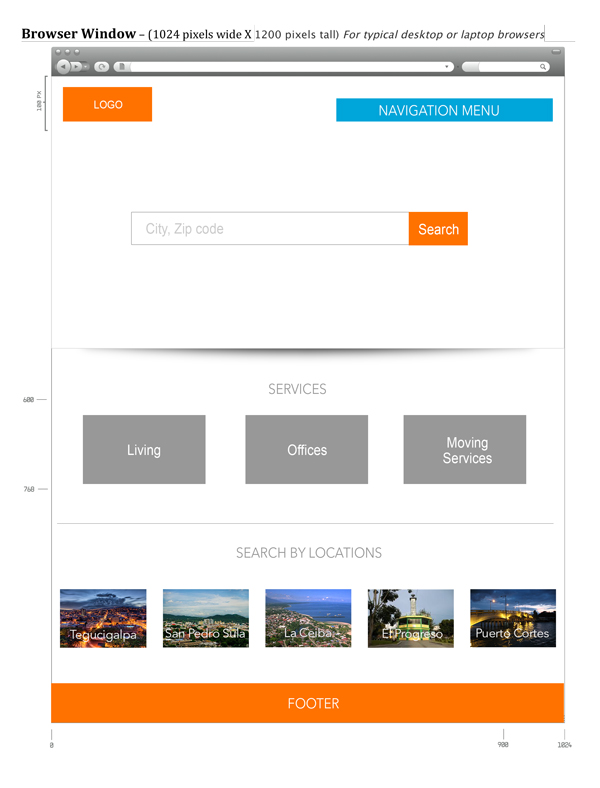 Browser Window – (1024 pixels wide X 1200 pixels tall) For typical desktop or laptop browsers
100 PX
LOGO
NAVIGATION MENU
City, Zip code
Search
SERVICES
600
Living
Offices
Moving
Services
760
SEARCH BY LOCATIONS
Tegucigalpa
San Pedro Sula
La Ceiba
El Progreso
Puerto Cortes
FOOTER
0
900
1024